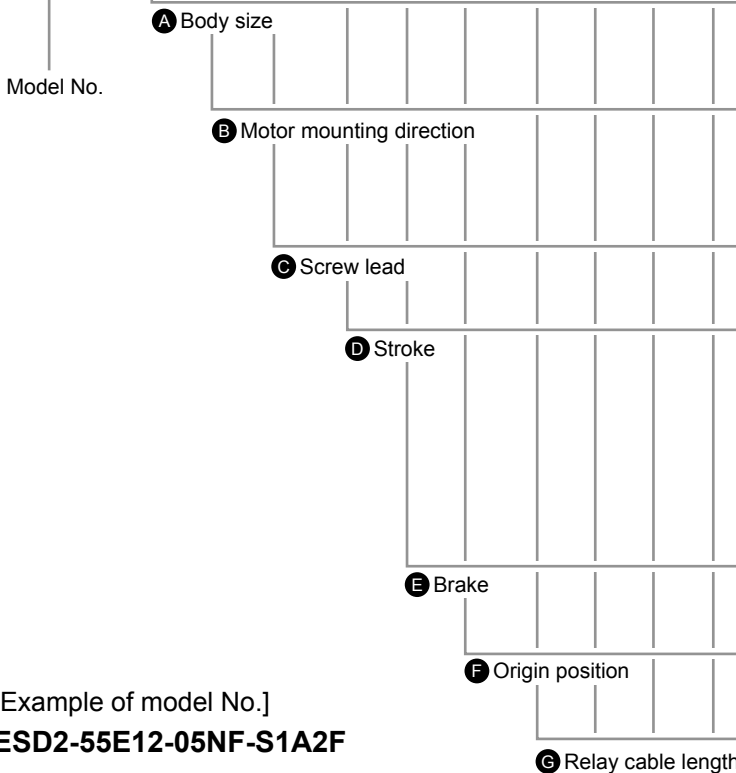 A Body size
Model No.
B Motor mounting direction
C Screw lead
D Stroke
E Brake
F Origin position
Example of model No.]
ESD2-55E12-05NF-S1A2F
G Relay cable length